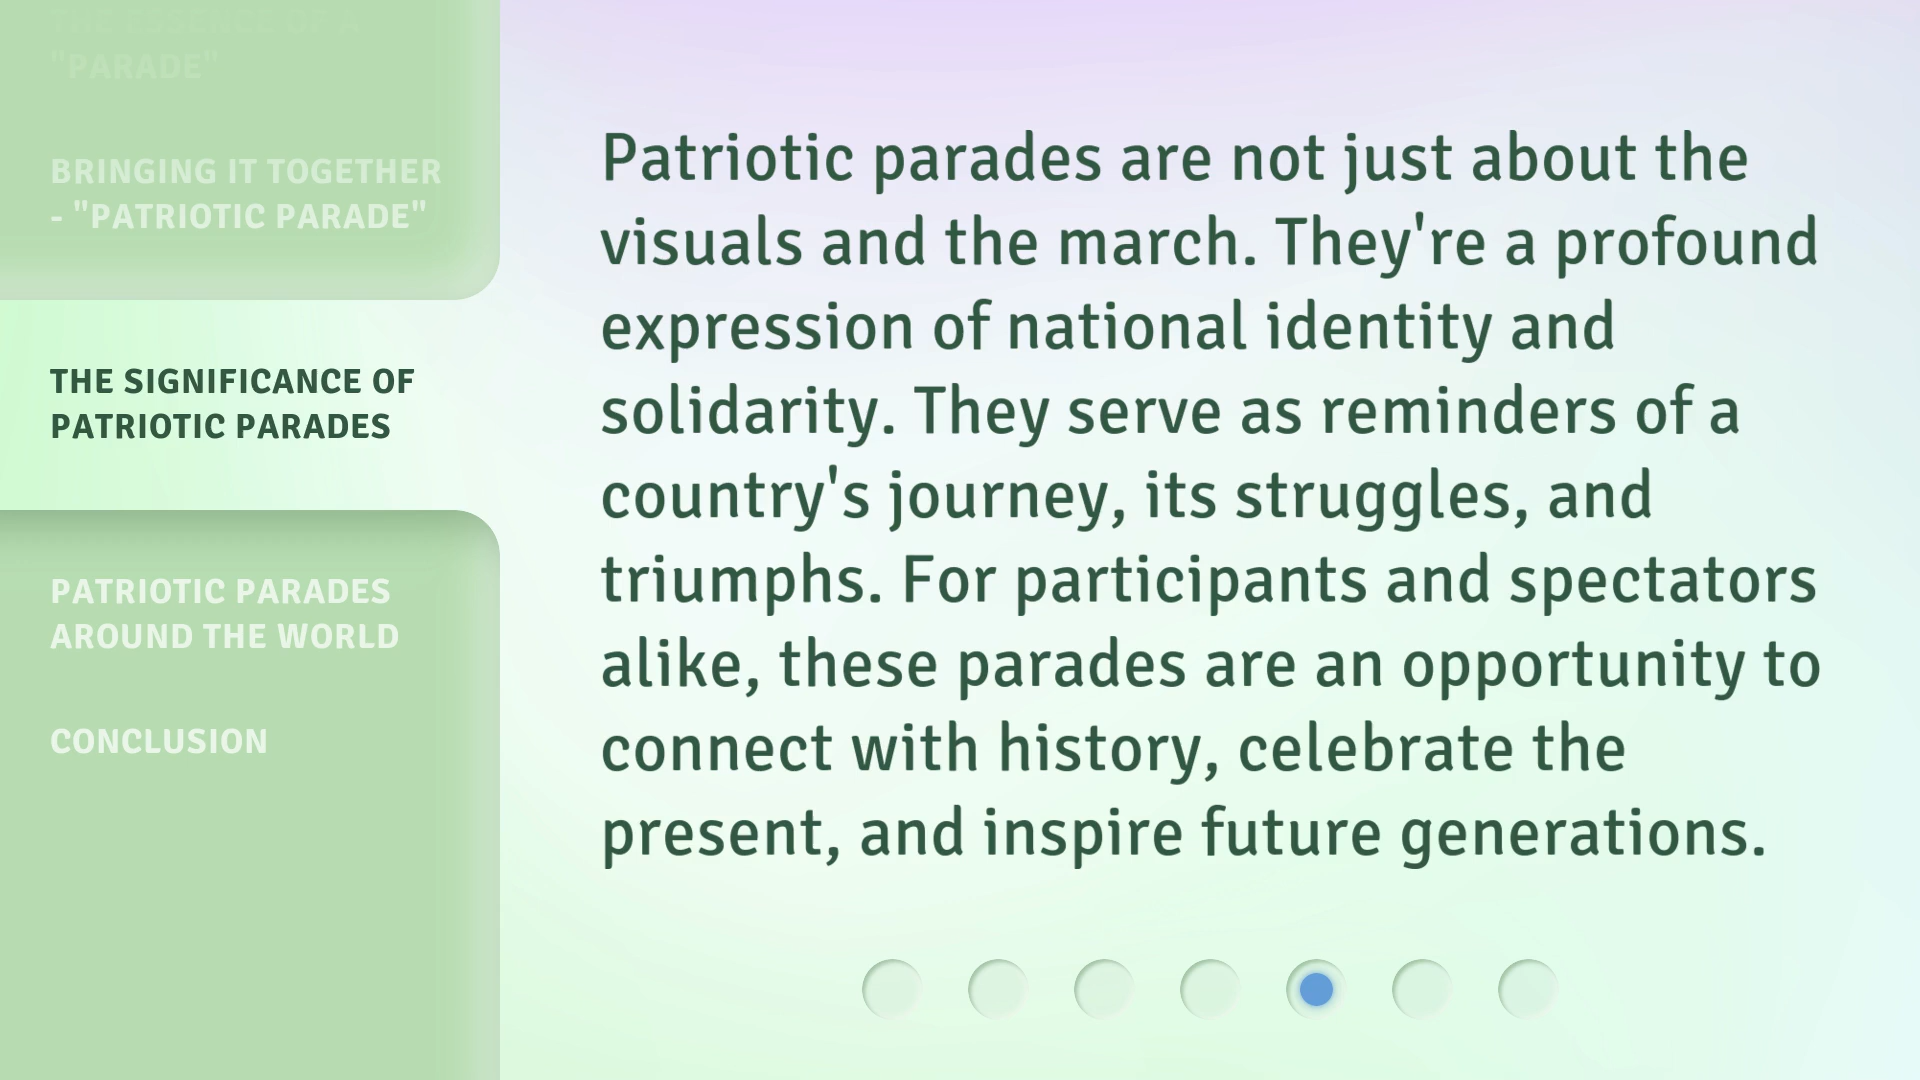 THE ESSENCE OF A
"PARADE"
BRINGING IT TOGETHER
- "PATRIOTIC PARADE"
THE SIGNIFICANCE OF
PATRIOTIC PARADES
PATRIOTIC PARADES
AROUND THE WORLD
CONCLUSION
Patriotic parades are not just about the
visuals and the march. They're a profound
expression of national identity and
solidarity. They serve as reminders of a
country's journey, its struggles, and
triumphs. For participants and spectators
alike, these parades are an opportunity to
connect with history, celebrate the
present, and inspire future generations.